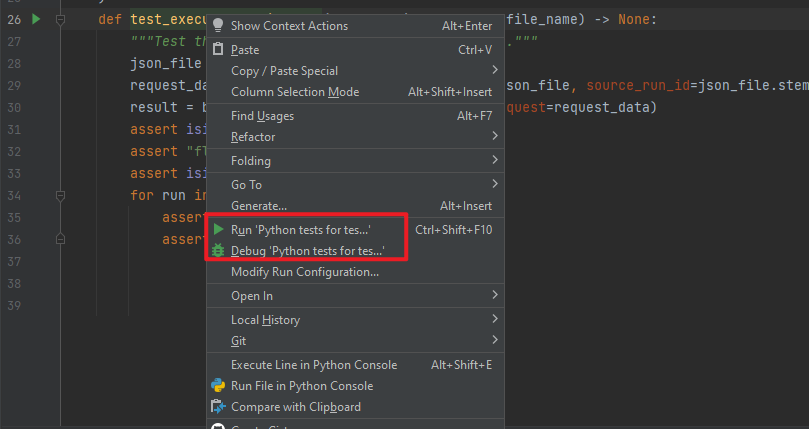 26 def test_execu file_name) -> None:
Show Context Actions Alt+Enter
27 """Test th ."""
Paste Ctrl+V
28 json_file
Copy / Paste Special
29 request_da son_file, source_run_id=json_file.stem
Column Selection Mode Alt+Shift+Insert
30 result = b quest=request_data)
Find Usages Alt+F7
31 assert isi
Refactor
32 assert "fl
Folding
33 assert isi
Go To
34 for run in
Generate... Alt+Insert
35 assert
Run 'Python tests for tes...' Ctrl+Shift+F10
36 assert
Debug 'Python tests for tes...'
37
Modify Run Configuration...
38
Open In
39
Local History
Git
Execute Line in Python Console Alt+Shift+E
Run File in Python Console
Compare with Clipboard